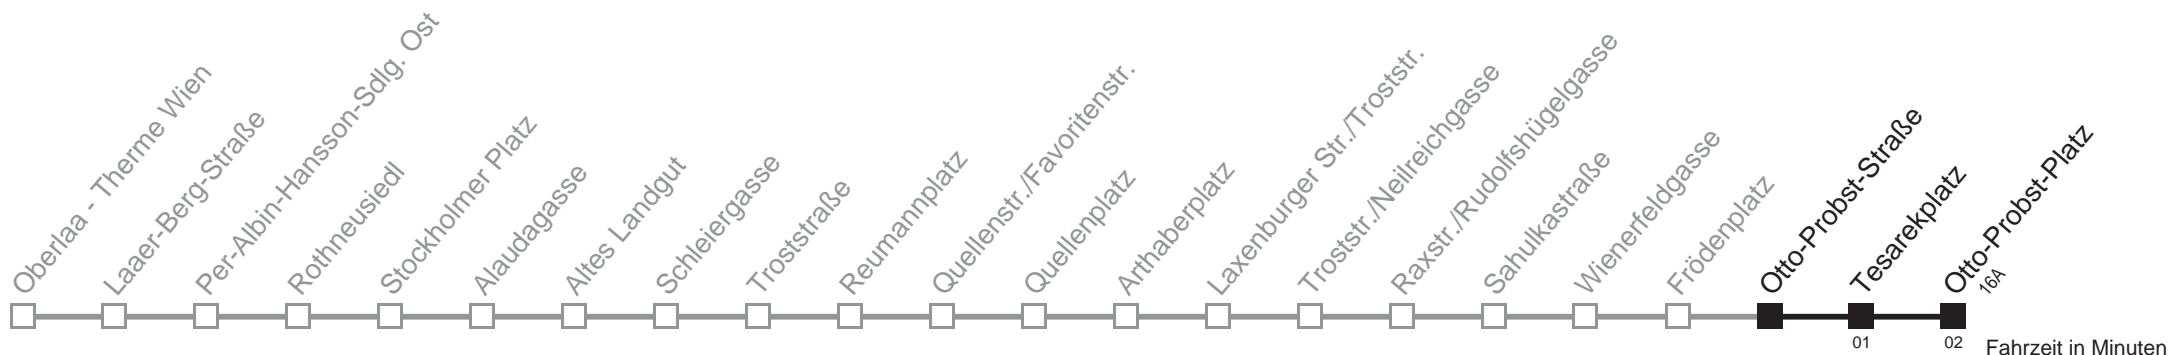 Oberlaa - Therme Wien
Laaer-Berg-Straße
Per-Albin-Hansson-Sdlg. Ost
Rothneusiedl
Stockholmer Platz
Alaudagasse
Altes Landgut
Schleiergasse
Troststraße
Reumannplatz
Quellenstr./Favoritenstr.
Quellenplatz
Arthaberplatz
Laxenburger Str./Troststr.
Troststr./Neilreichgasse
Raxstr./Rudolfshügelgasse
Sahulkastraße
Wienerfeldgasse
Frödenplatz
Otto-Probst-Straße
Tesarekplatz
Otto-Probst-Platz
16A
01
02
Fahrzeit in Minuten